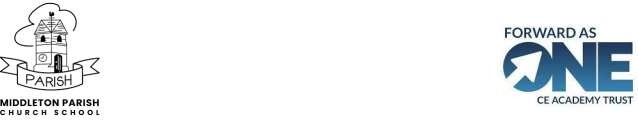 PARISH
MIDDLETON PARISH
CHURCH SCHOOL
FORWARD AS
ONE
CE ACADEMY TRUST